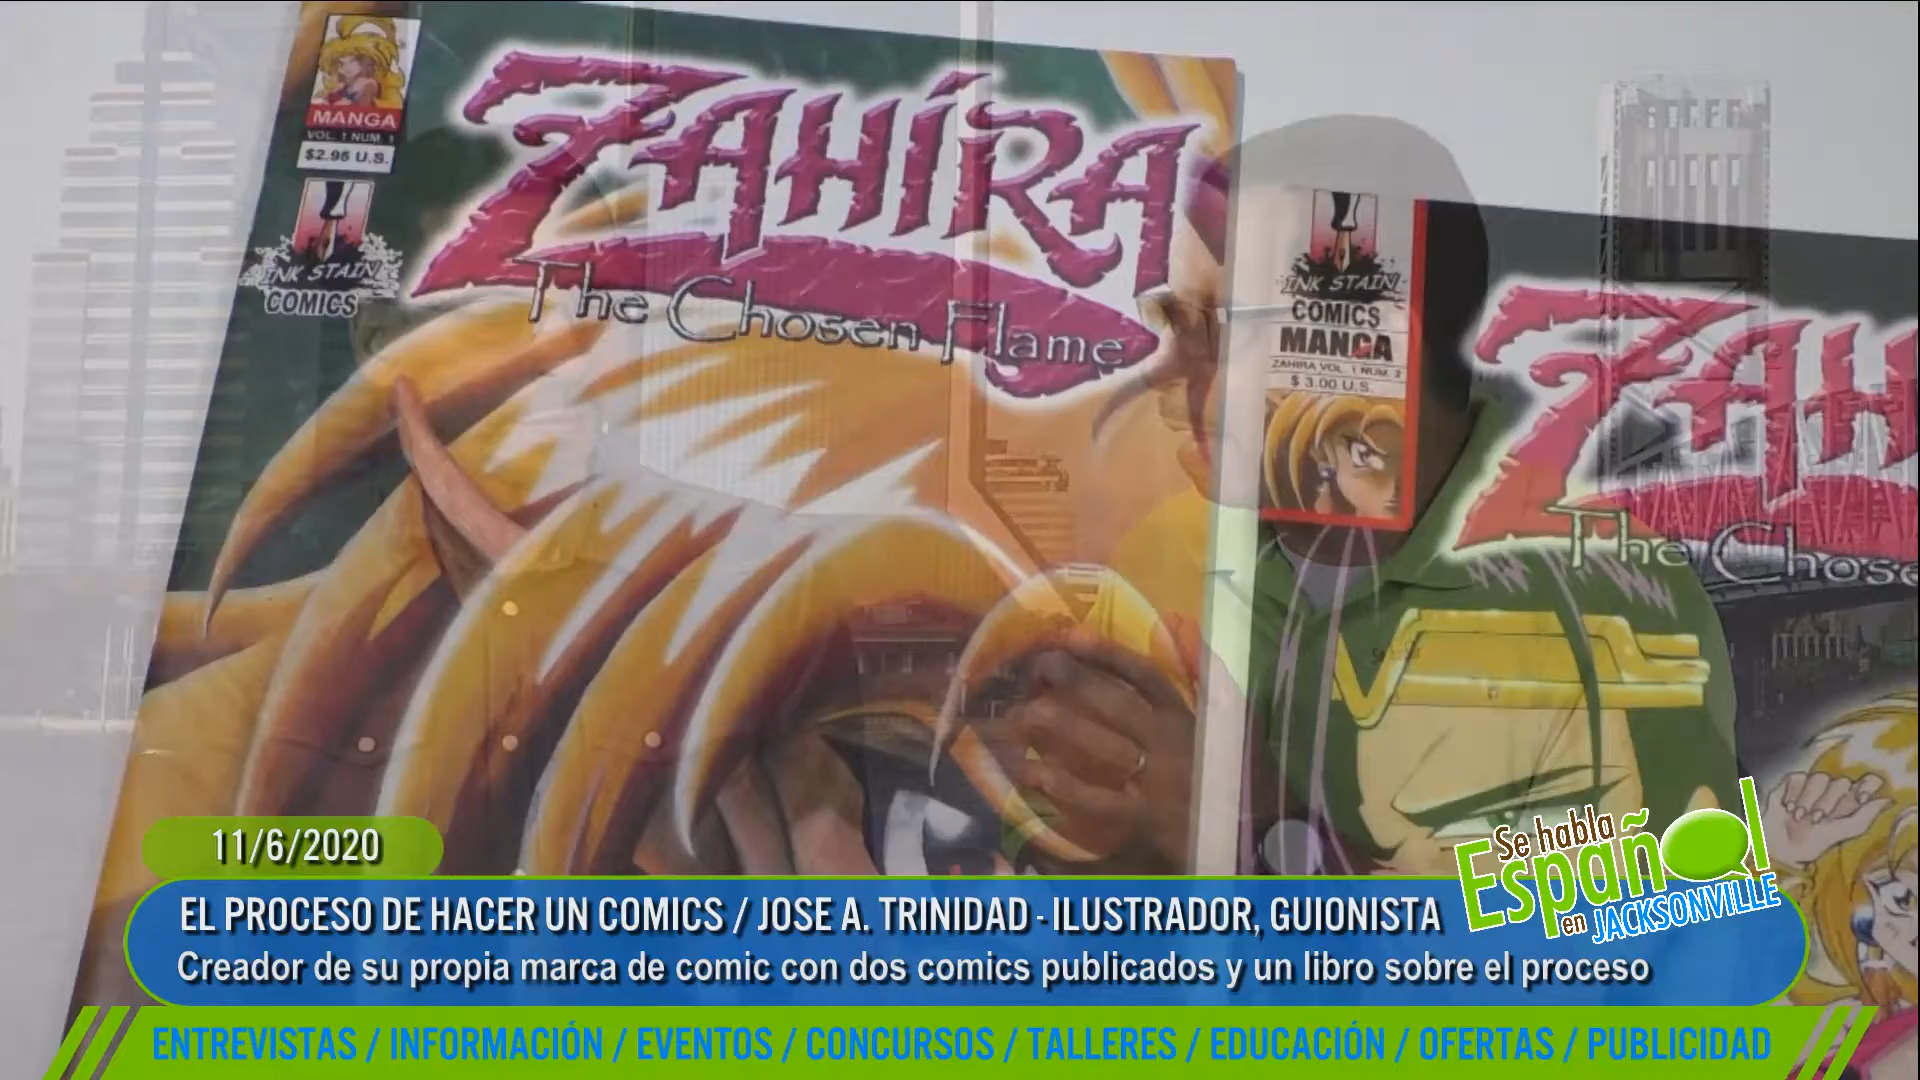 MANGA
VOL. 1 NUM. 1
$2.95 U.S.
INK STAIN
COMICS
ZAHÍRA
The Chosen Flame
INK STAIN
COMICS
MANGA
ZAHIRA VOL. 1 NUM. 2
$ 3.00 U.S.
ZAH
The Chose
11/6/2020
EL PROCESO DE HACER UN COMICS / JOSE A. TRINIDAD - ILUSTRADOR, GUIONISTA
Creador de su propia marca de comic con dos comics publicados y un libro sobre el proceso
Se habla
Español
en JACKSONVILLE
ENTREVISTAS / INFORMACIÓN / EVENTOS / CONCURSOS / TALLERES / EDUCACIÓN / OFERTAS / PUBLICIDAD